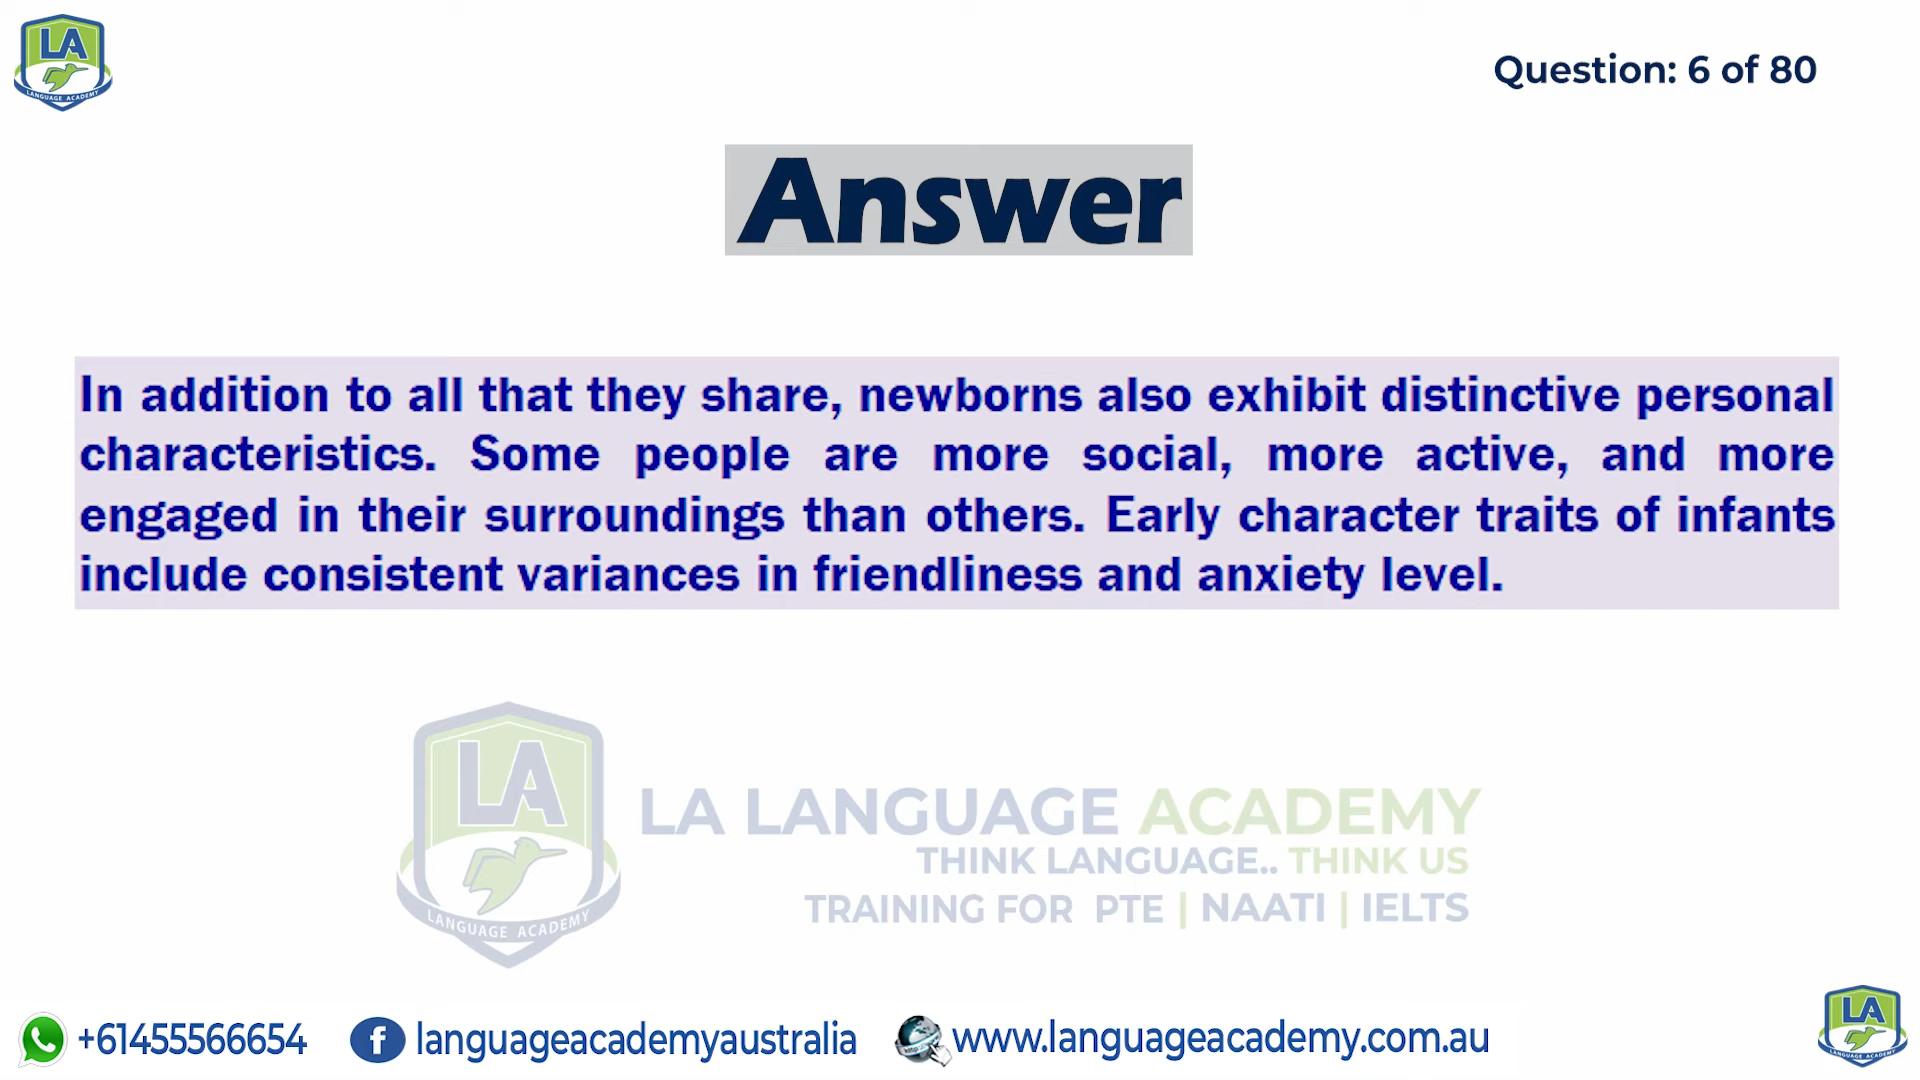 LA
LANGUAGE ACADEMY
Question: 6 of 80
Answer
In addition to all that they share, newborns also exhibit distinctive personal
characteristics. Some people are more social, more active, and more
engaged in their surroundings than others. Early character traits of infants
include consistent variances in friendliness and anxiety level.
LA
LANGUAGE ACADEMY
LA LANGUAGE ACADEMY
THINK LANGUAGE.. THINK US
TRAINING FOR PTE | NAATI | IELTS
+61455566654
f
languageacademyaustralia
www.languageacademy.com.au
LA
LANGUAGE ACADEMY